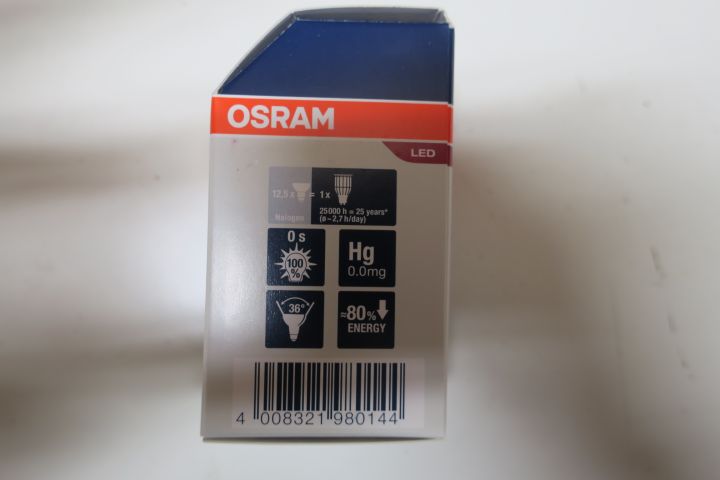 OSRAM
LED
12,5 x = 1 x
Halogen
25000 h = 25 years*
(ø~2,7 h/day)
0 s
100
%
Hg
0.0mg
36°
≈80%
ENERGY
4 008321 980144